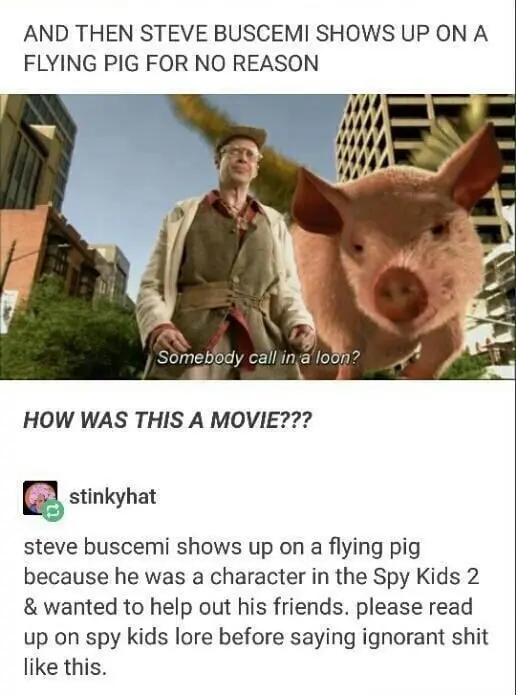 AND THEN STEVE BUSCEMI SHOWS UP ON A
FLYING PIG FOR NO REASON
Somebody call in a loon?
HOW WAS THIS A MOVIE???
stinkyhat
steve buscemi shows up on a flying pig
because he was a character in the Spy Kids 2
& wanted to help out his friends. please read
up on spy kids lore before saying ignorant shit
like this.